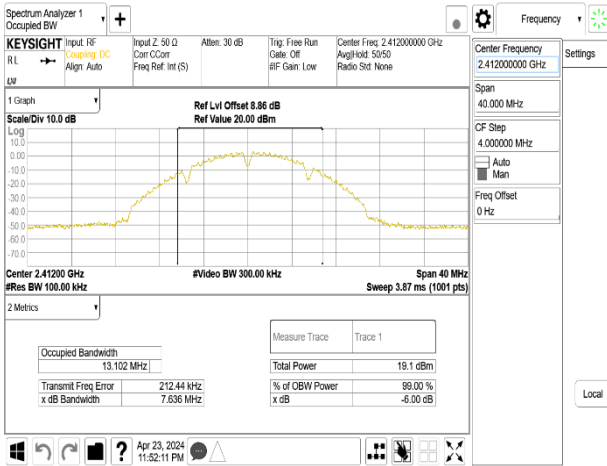 Spectrum Analyzer 1
Occupied BW
Frequency
KEYSIGHT
R L
Input: RF
Coupling: DC
Align: Auto
Input Z: 50 Ω
Corr CCorr
Freq Ref: Int (S)
Atten: 30 dB
Trig: Free Run
Gate: Off
#IF Gain: Low
Center Freq: 2.412000000 GHz
Avg|Hold: 50/50
Radio Std: None
Center Frequency
2.412000000 GHz
Settings
Span
40.000 MHz
CF Step
4.000000 MHz
Auto
Man
Freq Offset
0 Hz
Local
1 Graph
Scale/Div 10.0 dB
Ref Lvl Offset 8.86 dB
Ref Value 20.00 dBm
Log
10.0
0.00
-10.0
-20.0
-30.0
-40.0
-50.0
-60.0
-70.0
Center 2.41200 GHz
#Res BW 100.00 kHz
#Video BW 300.00 kHz
Span 40 MHz
Sweep 3.87 ms (1001 pts)
2 Metrics
Measure Trace
Trace 1
Occupied Bandwidth
13.102 MHz
Total Power
19.1 dBm
Transmit Freq Error
212.44 kHz
% of OBW Power
99.00 %
x dB Bandwidth
7.636 MHz
x dB
-6.00 dB
?
Apr 23, 2024
11:52:11 PM